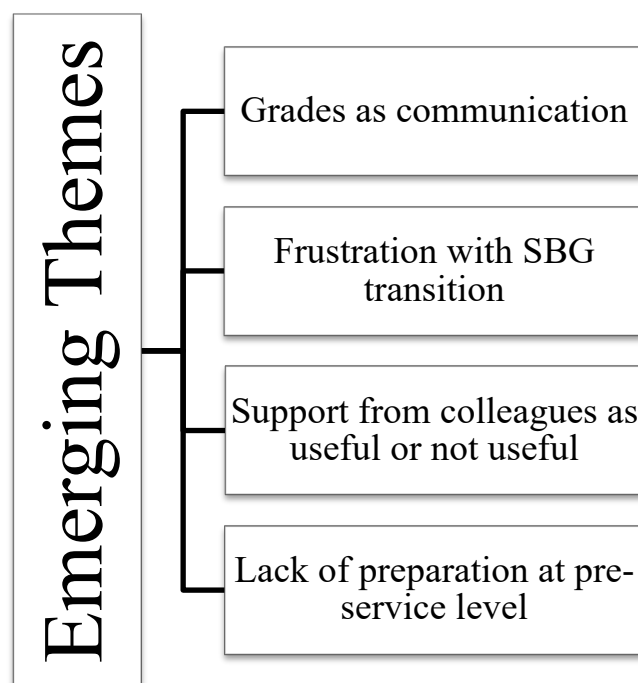 Emerging Themes
Grades as communication
Frustration with SBG
transition
Support from colleagues as
useful or not useful
Lack of preparation at pre-
service level